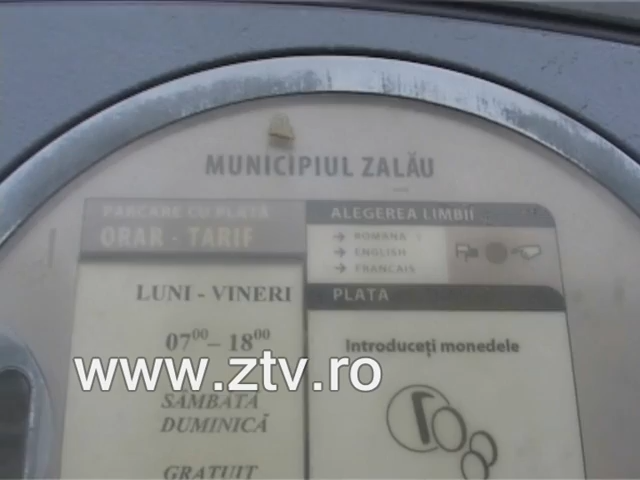 MUNICIPIUL ZALĂU
PARCARE CU PLATĂ
ORAR - TARIF
LUNI - VINERI
07⁰⁰ – 18⁰⁰
SÂMBĂTĂ
DUMINICĂ
GRATUIT
ALEGEREA LIMBII
→ ROMANA
→ ENGLISH
→ FRANCAIS
PLATA
Introduceți monedele
www.ztv.ro